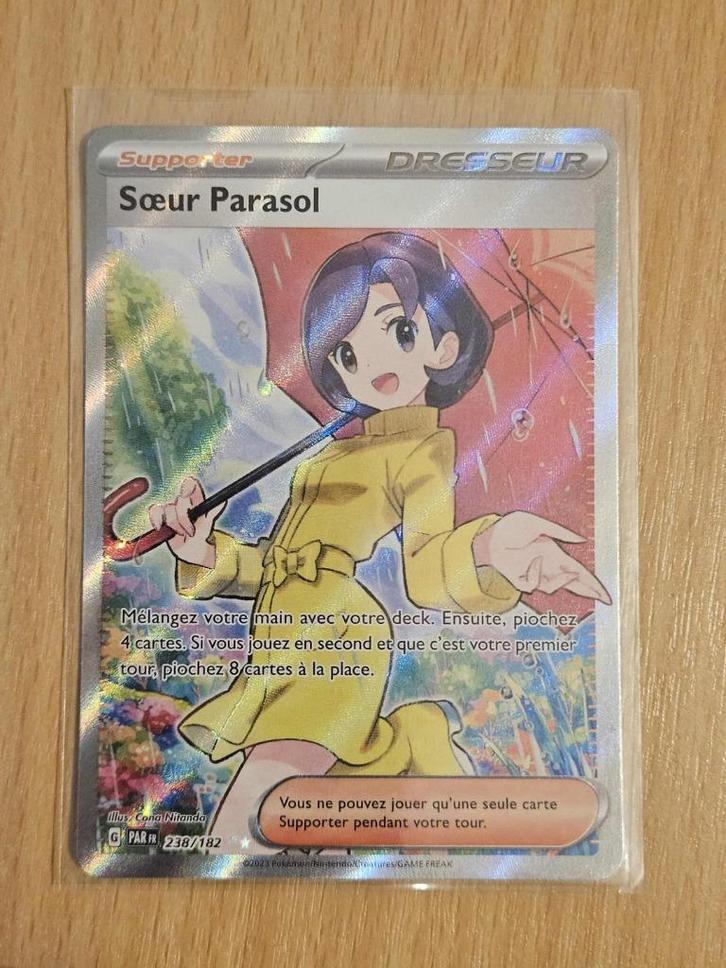 Supporter DRESSEUR
Sœur Parasol
Mélangez votre main avec votre deck. Ensuite, piochez
4 cartes. Si vous jouez en second et que c'est votre premier
tour, piochez 8 cartes à la place.
Vous ne pouvez jouer qu'une seule carte
Supporter pendant votre tour.
Illus. Cona Nitanda
G PAR FR 238/182
©2023 Pokémon/Nintendo/Creatures/GAME FREAK